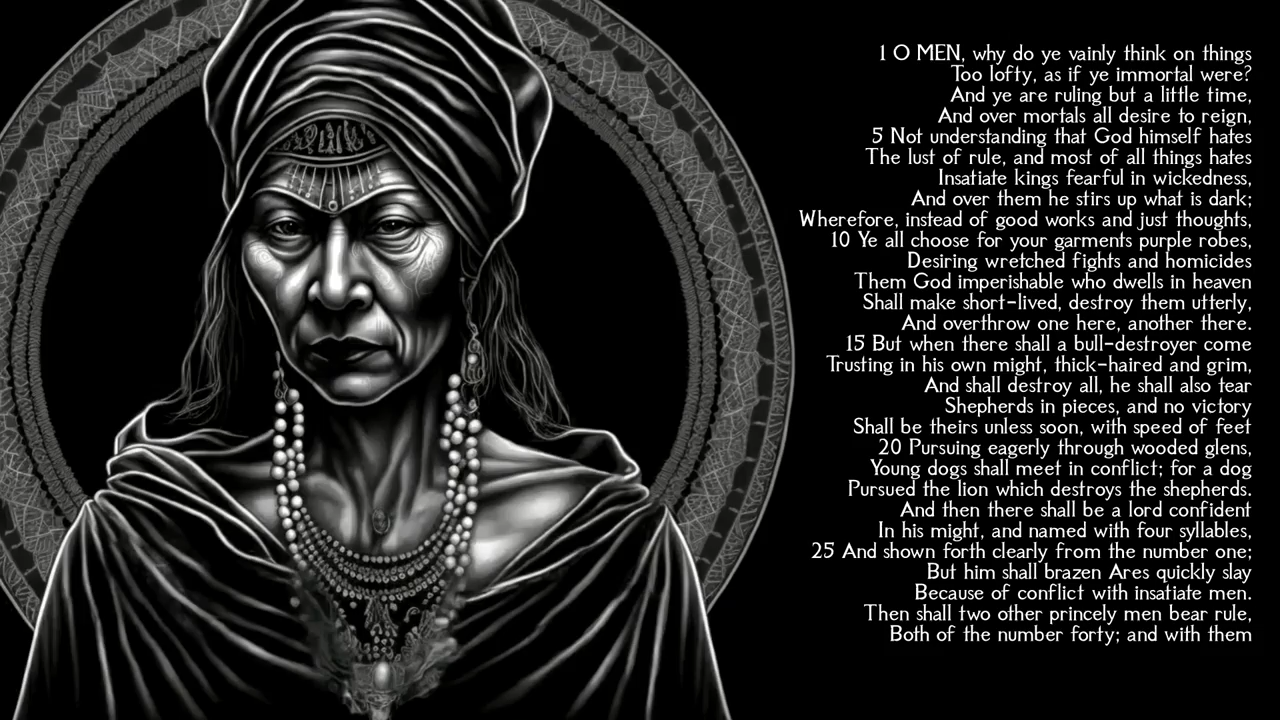 1 O MEN, why do ye vainly think on things
Too lofty, as if ye immortal were?
And ye are ruling but a little time,
And over mortals all desire to reign,
5 Not understanding that God himself hates
The lust of rule, and most of all things hates
Insatiate kings fearful in wickedness,
And over them he stirs up what is dark;
Wherefore, instead of good works and just thoughts,
10 Ye all choose for your garments purple robes,
Desiring wretched fights and homicides
Them God imperishable who dwells in heaven
Shall make short-lived, destroy them utterly,
And overthrow one here, another there.
15 But when there shall a bull-destroyer come
Trusting in his own might, thick-haired and grim,
And shall destroy all, he shall also tear
Shepherds in pieces, and no victory
Shall be theirs unless soon, with speed of feet
20 Pursuing eagerly through wooded glens,
Young dogs shall meet in conflict; for a dog
Pursued the lion which destroys the shepherds.
And then there shall be a lord confident
In his might, and named with four syllables,
25 And shown forth clearly from the number one;
But him shall brazen Ares quickly slay
Because of conflict with insatiate men.
Then shall two other princely men bear rule,
Both of the number forty; and with them